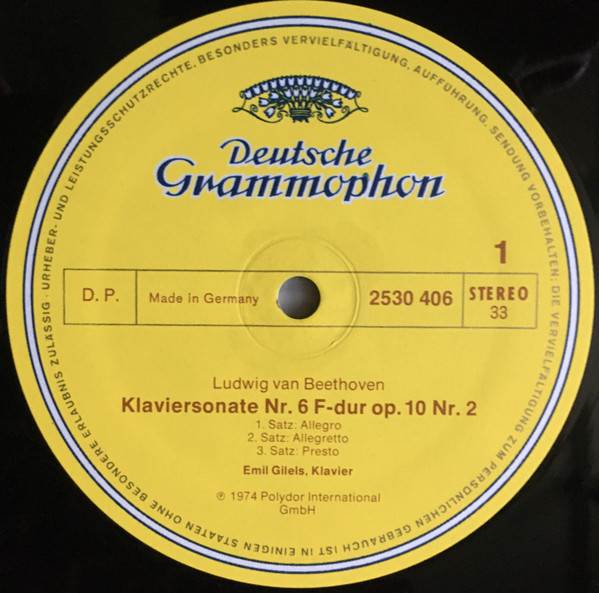 URHEBER- UND LEISTUNGSSCHUTZRECHTE, BESONDERS VERVIELFÄLTIGUNG, AUFFÜHRUNG, SENDUNG VORBEHALTEN: DIE VERVIELFÄLTIGUNG ZUM PERSÖNLICHEN GEBRAUCH IST IN EINIGEN STAATEN OHNE BESONDERE ERLAUBNIS ZULÄSSIG ·
Deutsche
Grammophon
1
D. P.
Made in Germany
2530 406
STEREO
33
Ludwig van Beethoven
Klaviersonate Nr. 6 F-dur op. 10 Nr. 2
1. Satz: Allegro
2. Satz: Allegretto
3. Satz: Presto
Emil Gilels, Klavier
℗ 1974 Polydor International
GmbH